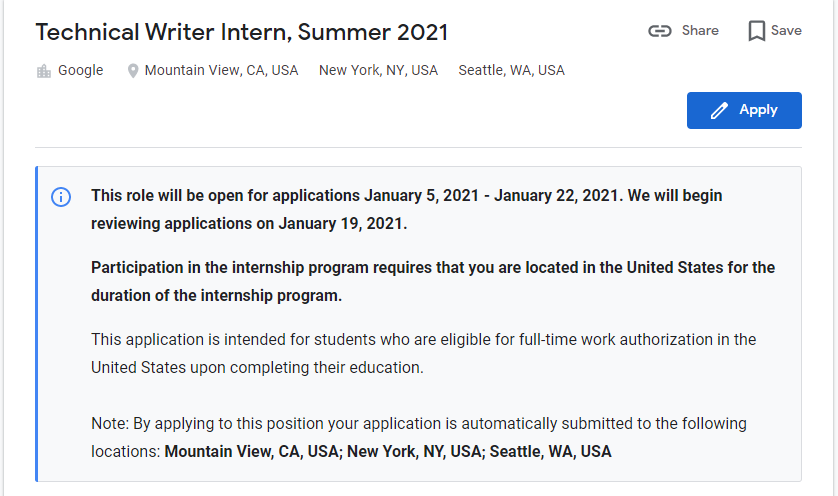 Technical Writer Intern, Summer 2021
Share
Save
Google
Mountain View, CA, USA
New York, NY, USA
Seattle, WA, USA
Apply
This role will be open for applications January 5, 2021 - January 22, 2021. We will begin
reviewing applications on January 19, 2021.
Participation in the internship program requires that you are located in the United States for the
duration of the internship program.
This application is intended for students who are eligible for full-time work authorization in the
United States upon completing their education.
Note: By applying to this position your application is automatically submitted to the following
locations: Mountain View, CA, USA; New York, NY, USA; Seattle, WA, USA